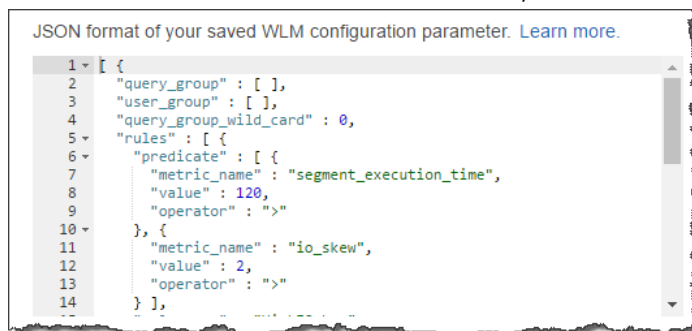 JSON format of your saved WLM configuration parameter. Learn more.
1 [ {
2 "query_group" : [ ],
3 "user_group" : [ ],
4 "query_group_wild_card" : 0,
5 "rules" : [ {
6 "predicate" : [ {
7 "metric_name" : "segment_execution_time",
8 "value" : 120,
9 "operator" : ">"
10 }, {
11 "metric_name" : "io_skew",
12 "value" : 2,
13 "operator" : ">"
14 } ],